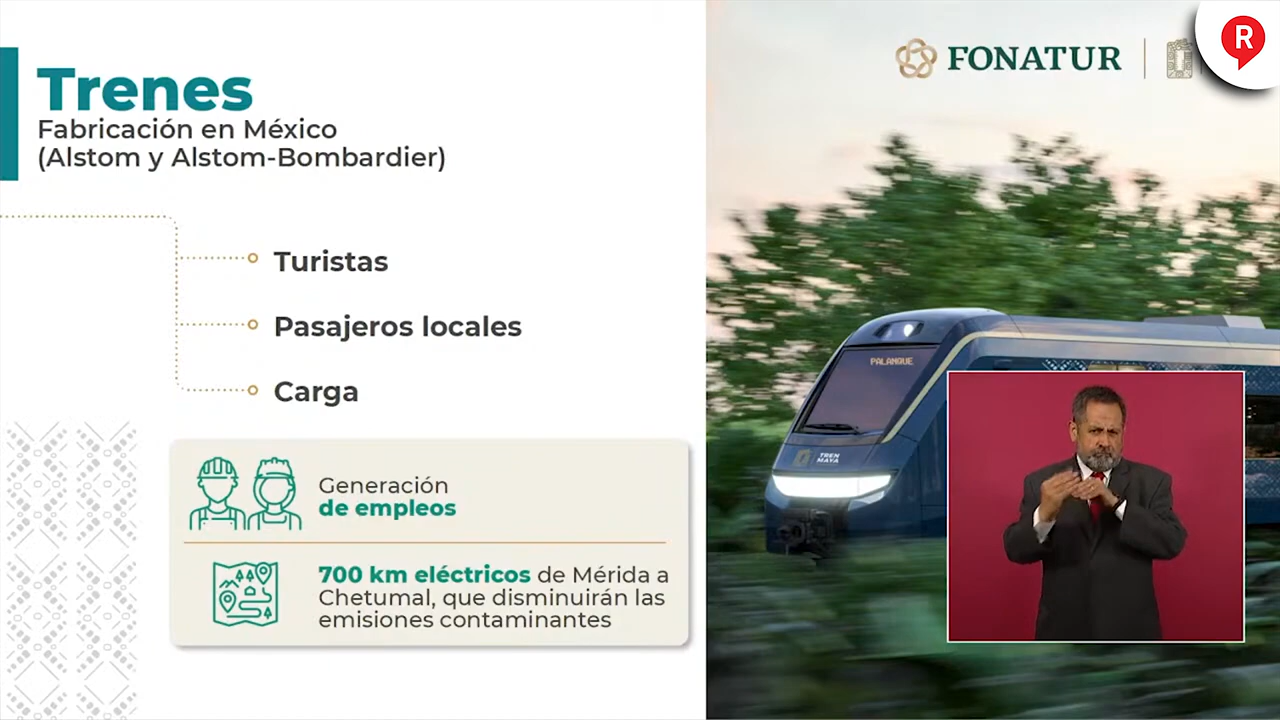 Trenes
Fabricación en México
(Alstom y Alstom-Bombardier)
Turistas
Pasajeros locales
Carga
Generación
de empleos
700 km eléctricos de Mérida a
Chetumal, que disminuirán las
emisiones contaminantes
FONATUR
R
PALANGUE
TREN
MAYA